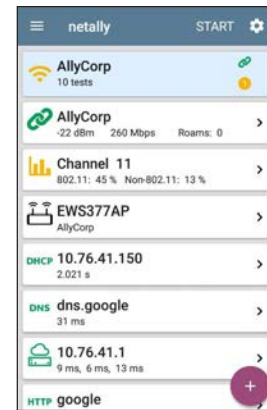 netally START
AllyCorp
10 tests
AllyCorp
-22 dBm 260 Mbps Roams: 0
Channel 11
802.11: 45 % Non-802.11: 13 %
EWS377AP
AllyCorp
DHCP 10.76.41.150
2.021 s
DNS dns.google
31 ms
10.76.41.1
9 ms, 6 ms, 13 ms
HTTP google